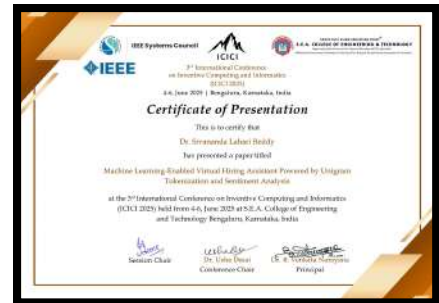 IEEE Systems Council
ICICI
S.E.A. COLLEGE OF ENGINEERING & TECHNOLOGY
IEEE
3rd International Conference
on Inventive Computing and Informatics
(ICICI 2025)
4-6, June 2025 | Bengaluru, Karnataka, India
Certificate of Presentation
This is to certify that
Dr. Sivananda Lahari Reddy
has presented a paper titled
Machine Learning-Enabled Virtual Hiring Assistant Powered by Unigram
Tokenization and Sentiment Analysis
at the 3rd International Conference on Inventive Computing and Informatics
(ICICI 2025) held from 4-6, June 2025 at S.E.A. College of Engineering
and Technology Bengaluru, Karnataka, India
Session Chair
Dr. Usha Desai
Conference Chair
Dr. B. Venkata Narayana
Principal